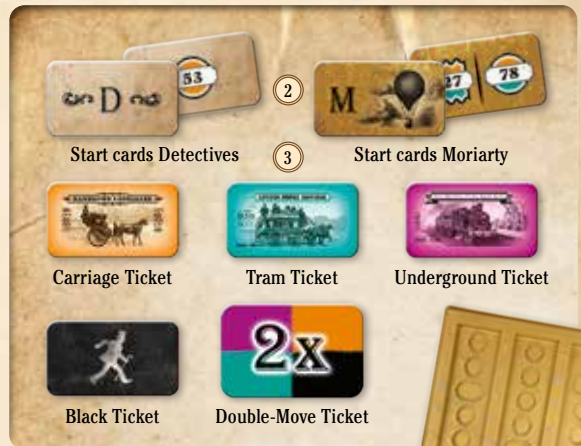 53
D
2
M
27 78
Start cards Detectives
3
Start cards Moriarty
Carriage Ticket
Tram Ticket
Underground Ticket
2x
Black Ticket
Double-Move Ticket